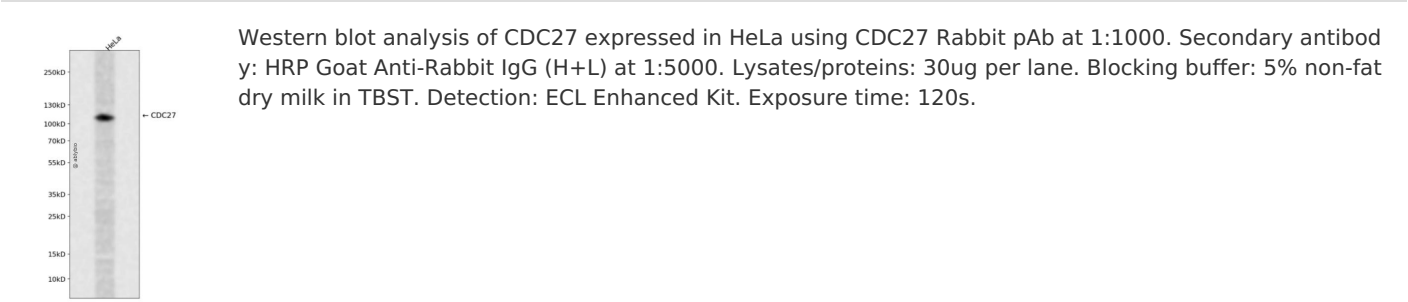 HeLa
250kD
130kD
← CDC27
100kD
70kD
55kD
@ ablybio
35kD
25kD
15kD
10kD
Western blot analysis of CDC27 expressed in HeLa using CDC27 Rabbit pAb at 1:1000. Secondary antibod
y: HRP Goat Anti-Rabbit IgG (H+L) at 1:5000. Lysates/proteins: 30ug per lane. Blocking buffer: 5% non-fat
dry milk in TBST. Detection: ECL Enhanced Kit. Exposure time: 120s.